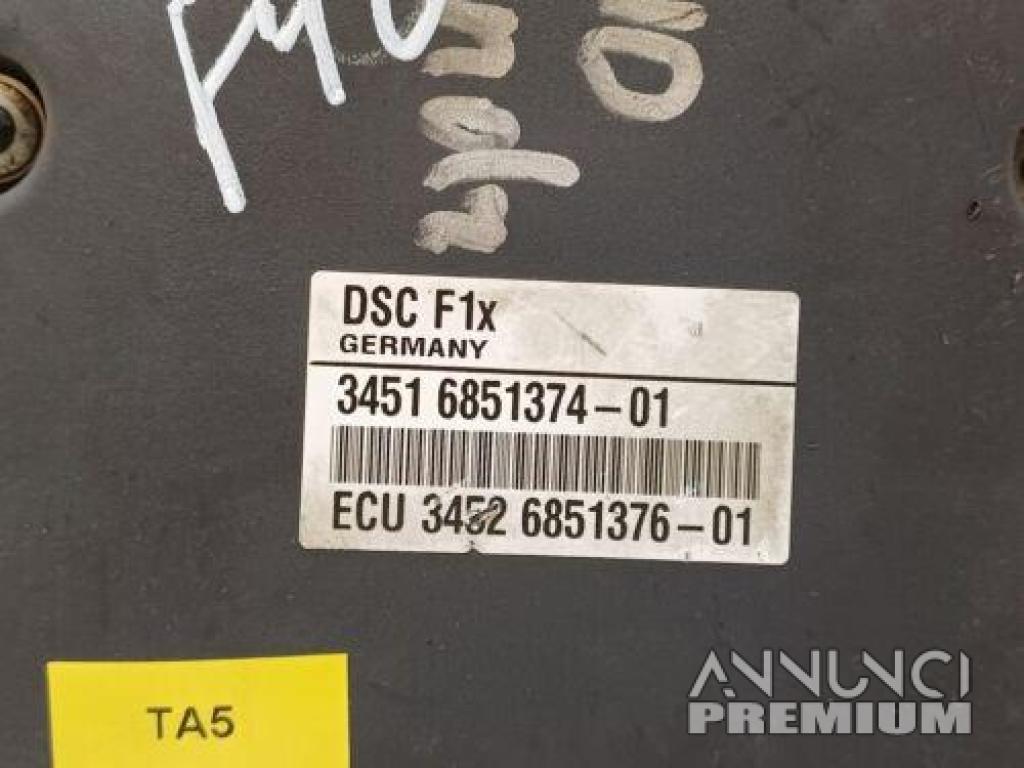 DSC F1x
GERMANY
3451 6851374-01
ECU 3452 6851376-01
TA5
ANNUNCI
PREMIUM